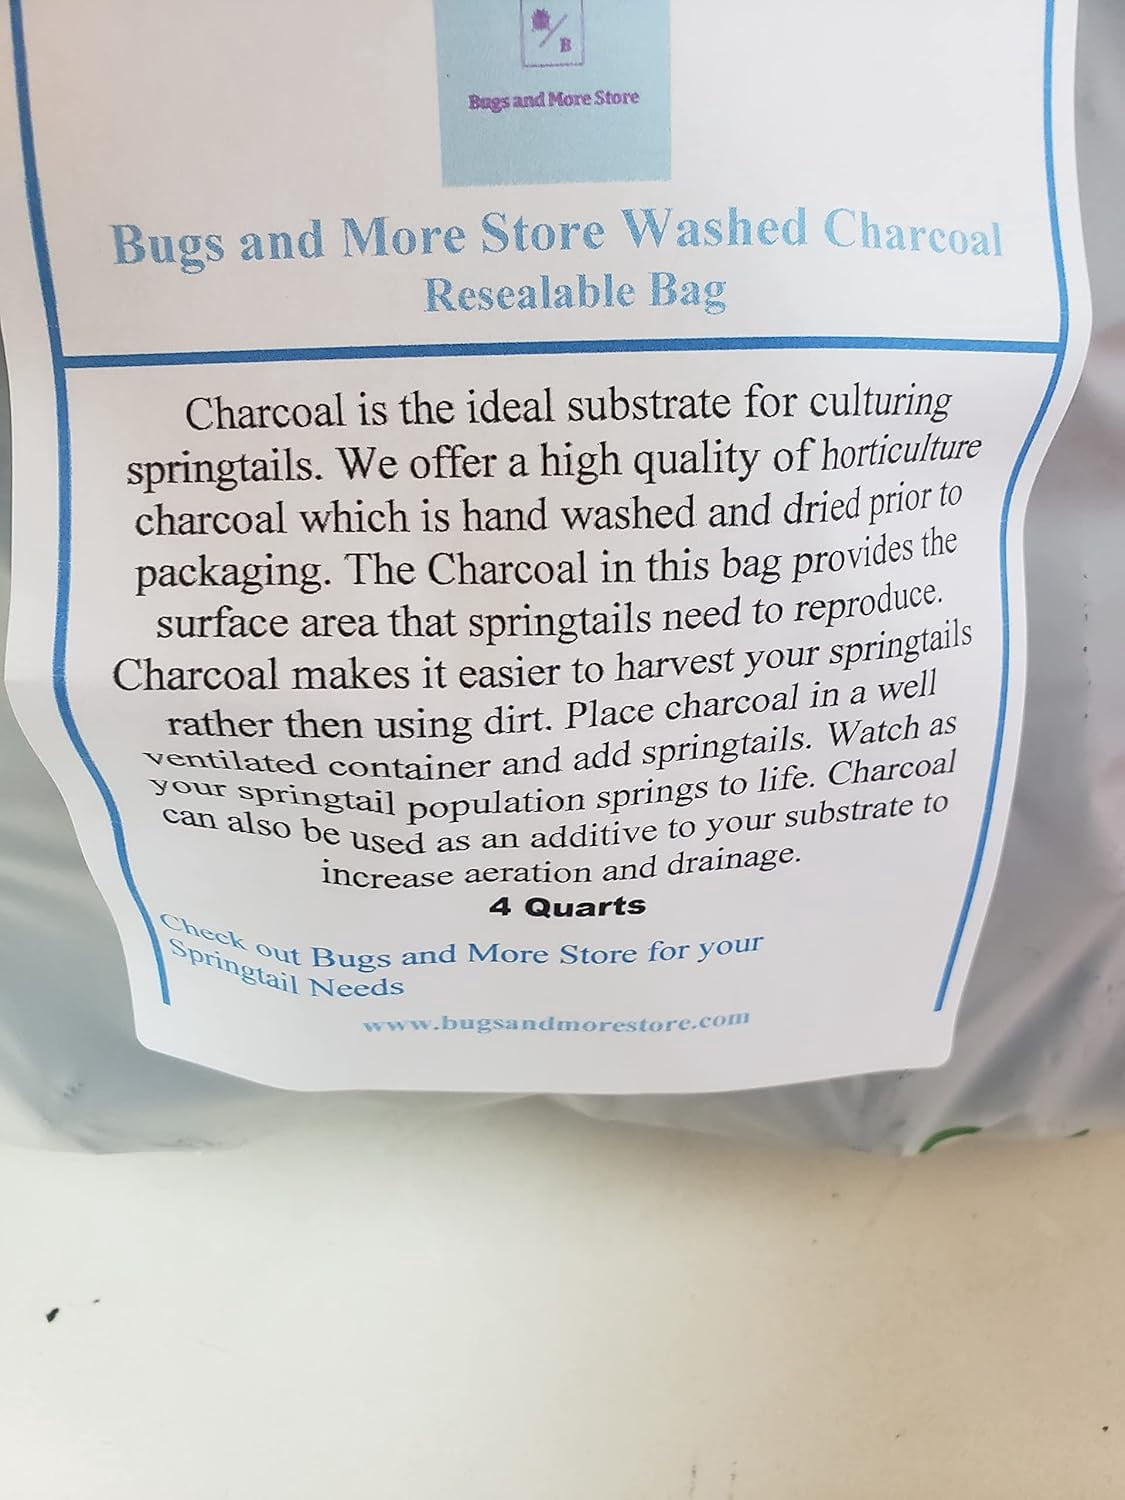 B
Bugs and More Store
Bugs and More Store Washed Charcoal
Resealable Bag
Charcoal is the ideal substrate for culturing
springtails. We offer a high quality of horticulture
charcoal which is hand washed and dried prior to
packaging. The Charcoal in this bag provides the
surface area that springtails need to reproduce.
Charcoal makes it easier to harvest your springtails
rather then using dirt. Place charcoal in a well
ventilated container and add springtails. Watch as
your springtail population springs to life. Charcoal
can also be used as an additive to your substrate to
increase aeration and drainage.
4 Quarts
Check out Bugs and More Store for your
Springtail Needs
www.bugsandmorestore.com